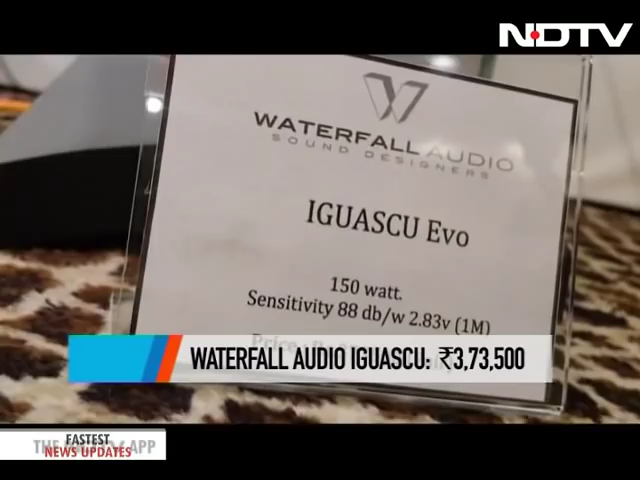 NDTV
WATERFALL AUDIO
SOUND DESIGNERS
IGUASCU Evo
150 watt.
Sensitivity 88 db/w 2.83v (1M)
WATERFALL AUDIO IGUASCU: ₹3,73,500
FASTEST
NEWS UPDATES